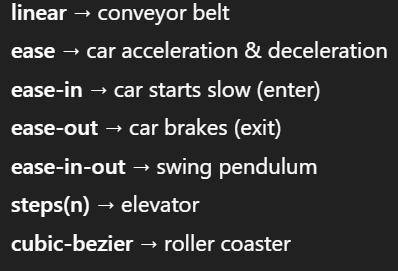 linear → conveyor belt
ease → car acceleration & deceleration
ease-in → car starts slow (enter)
ease-out → car brakes (exit)
ease-in-out → swing pendulum
steps(n) → elevator
cubic-bezier → roller coaster